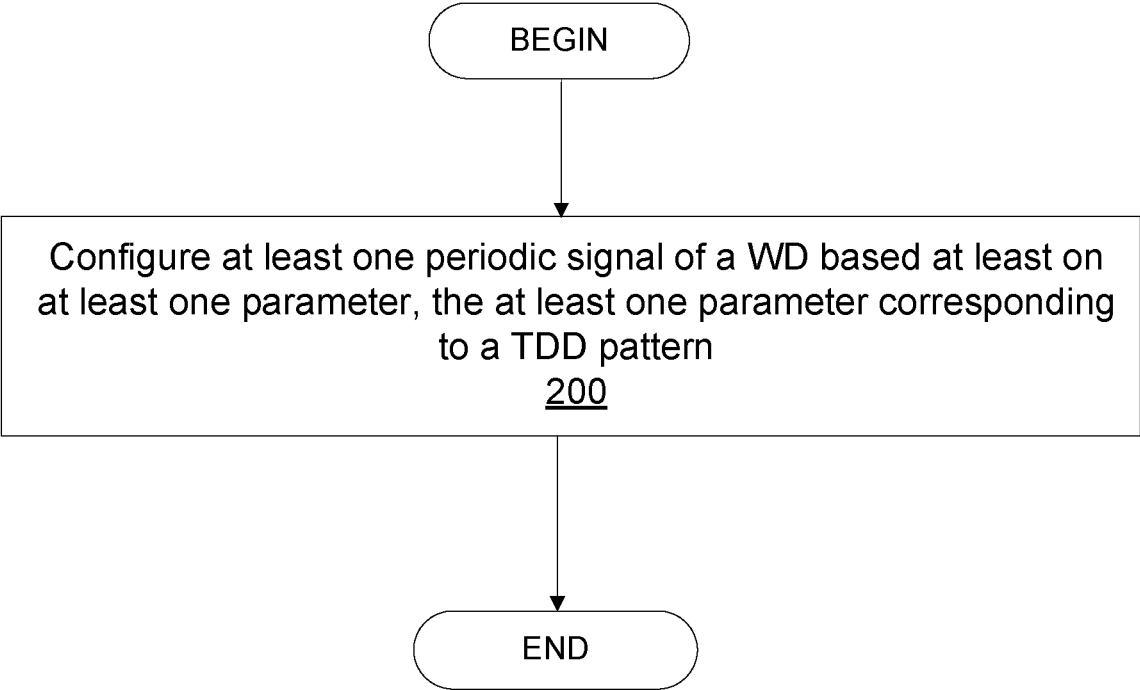 BEGIN
Configure at least one periodic signal of a WD based at least on
at least one parameter, the at least one parameter corresponding
to a TDD pattern
200
END